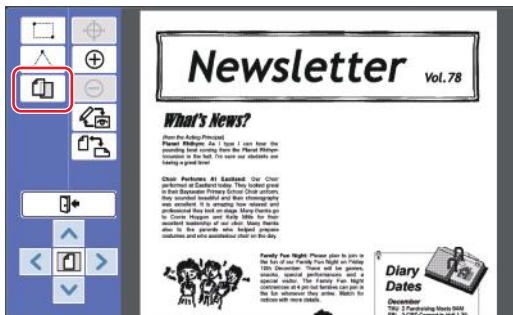 Newsletter Vol.78
What's News?
(from the Acting Principal)
Planet Rhthym: As I type I can hear the
pounding beat coming from the Planet Rhthym
in the hall. I'm sure our students are
having a great time!
Choir Performs At Eastland: Our Choir
performed at Eastland today. They looked great
in their Bayswater Primary School Choir uniform,
they sounded beautiful and their choreography
was excellent. It is amazing how relaxed and
professional they look on stage. Many thanks go
to and Kelly Mills for their
excellent leadership of our choir. Many thanks
also to the parents who helped prepare
costumes and who our choir on the day.
Family Fun Night: Please plan to join in
the fun of our Family Fun Night on Friday
10th December. There will be games,
snacks, special performances and a
special visitor. The Family Fun Night
commences at 4 pm but families can join in
the fun whenever they arrive. Watch for
notices with more details.
Diary
Dates
December
THU 2 Fundraising Meets 9AM